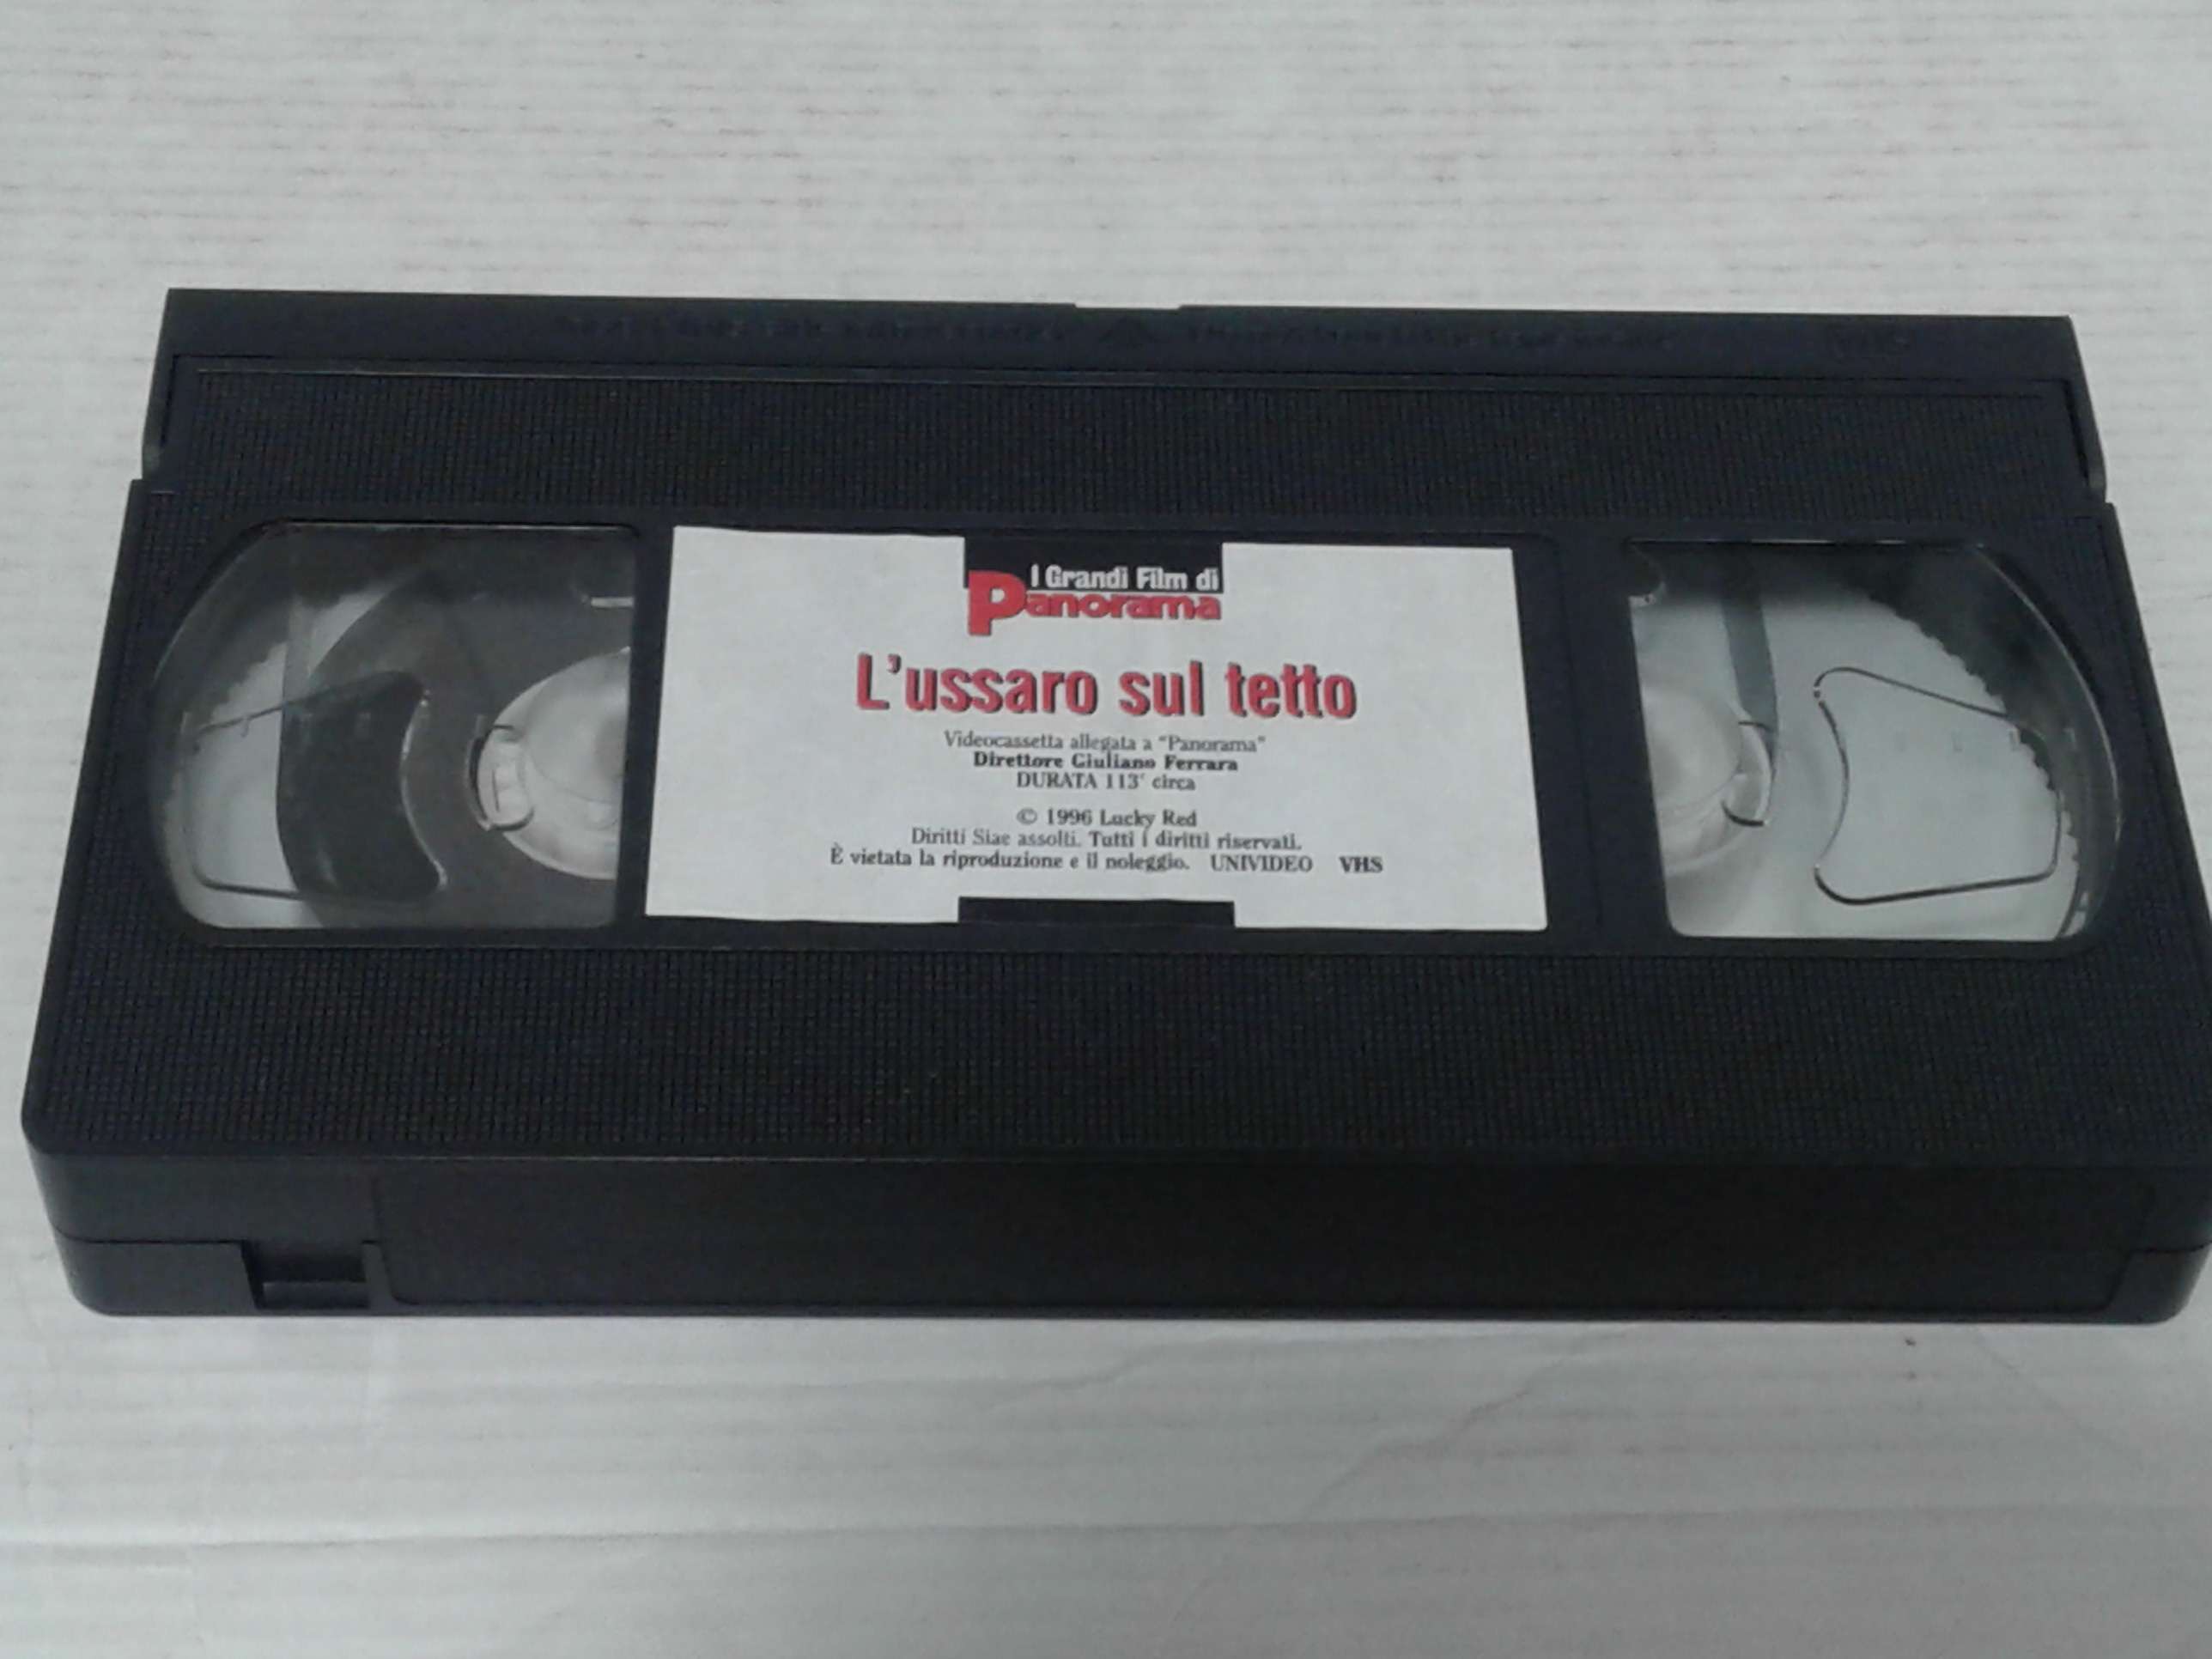 I Grandi Film di
Panorama
L'ussaro sul tetto
Videocassetta allegata a "Panorama"
Direttore Giuliano Ferrara
DURATA 113' circa
© 1996 Lucky Red
Diritti Siae assolti. Tutti i diritti riservati.
È vietata la riproduzione e il noleggio. UNIVIDEO VHS